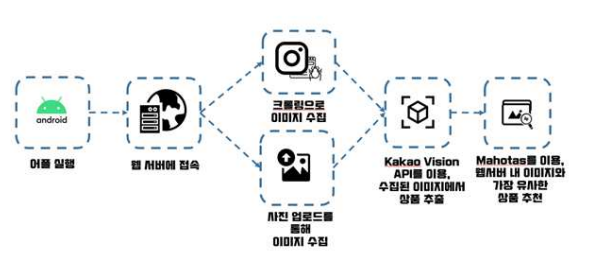 android
어플 실행
웹 서버에 접속
크롤링으로
이미지 수집
사진 업로드를
통해
이미지 수집
Kakao Vision
API를 이용,
수집된 이미지에서
상품 추출
Mahotas를 이용,
웹서버 내 이미지와
가장 유사한
상품 추천